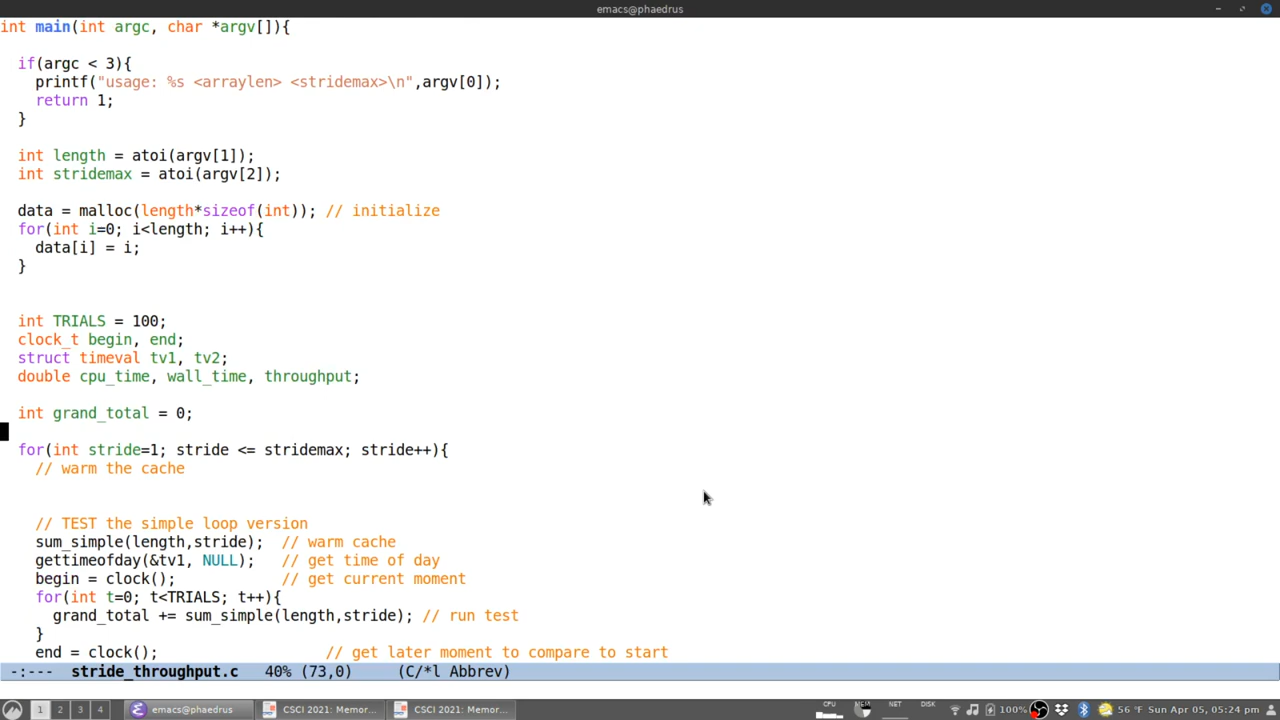 emacs@phaedrus
int main(int argc, char *argv[]){
if(argc < 3){
printf("usage: %s <arraylen> <stridemax>\n",argv[0]);
return 1;
}
int length = atoi(argv[1]);
int stridemax = atoi(argv[2]);
data = malloc(length*sizeof(int)); // initialize
for(int i=0; i<length; i++){
data[i] = i;
}
int TRIALS = 100;
clock_t begin, end;
struct timeval tv1, tv2;
double cpu_time, wall_time, throughput;
int grand_total = 0;
for(int stride=1; stride <= stridemax; stride++){
// warm the cache
// TEST the simple loop version
sum_simple(length,stride);  // warm cache
gettimeofday(&tv1, NULL);   // get time of day
begin = clock();            // get current moment
for(int t=0; t<TRIALS; t++){
grand_total += sum_simple(length,stride); // run test
}
end = clock();                   // get later moment to compare to start
-:---  stride_throughput.c   40% (73,0)     (C/*l Abbrev)
1 2 3 4 emacs@phaedrus CSCI 2021: Memor... CSCI 2021: Memor... CPU MEM NET DISK 100% 56 °F Sun Apr 05, 05:24 pm